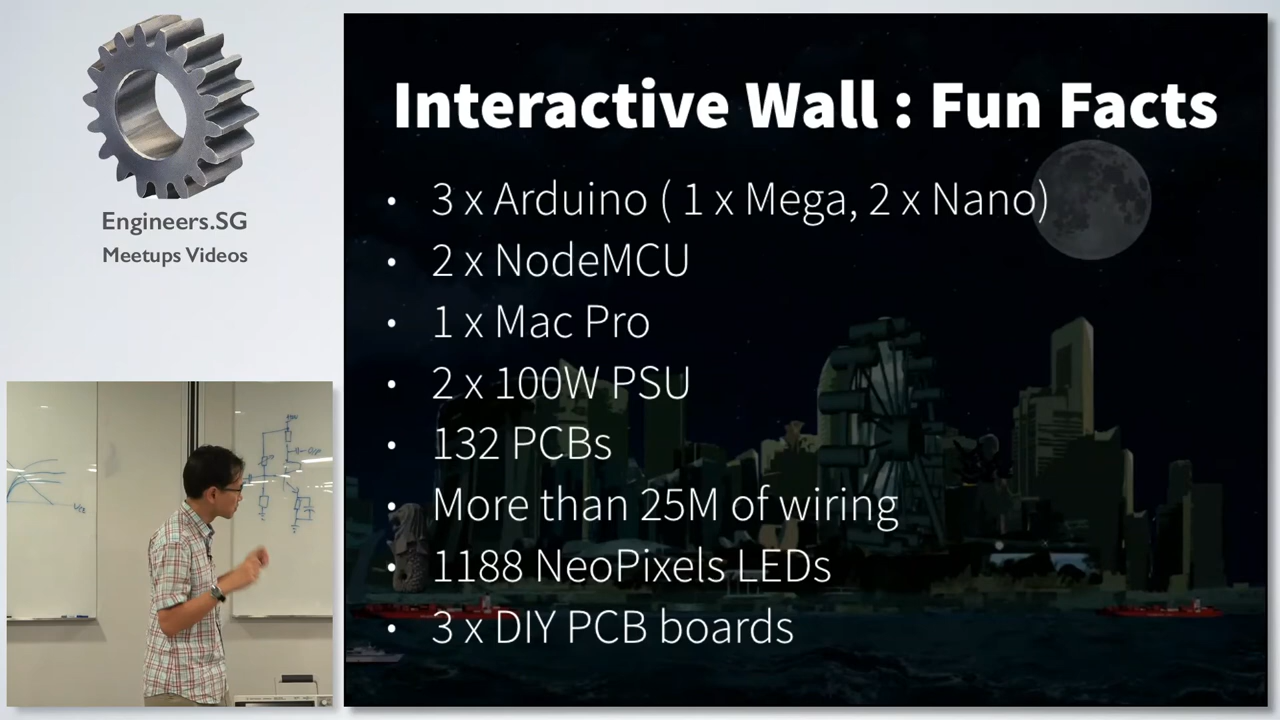 Engineers.SG
Meetups Videos
Interactive Wall : Fun Facts
• 3 x Arduino ( 1 x Mega, 2 x Nano)
• 2 x NodeMCU
• 1 x Mac Pro
• 2 x 100W PSU
• 132 PCBs
• More than 25M of wiring
• 1188 NeoPixels LEDs
• 3 x DIY PCB boards